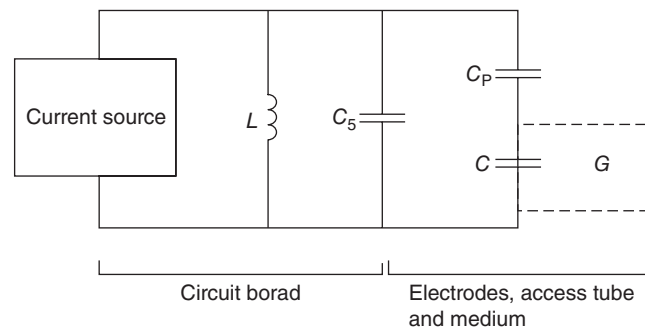 Current source
L
C5
CP
C
G
Circuit borad
Electrodes, access tube
and medium